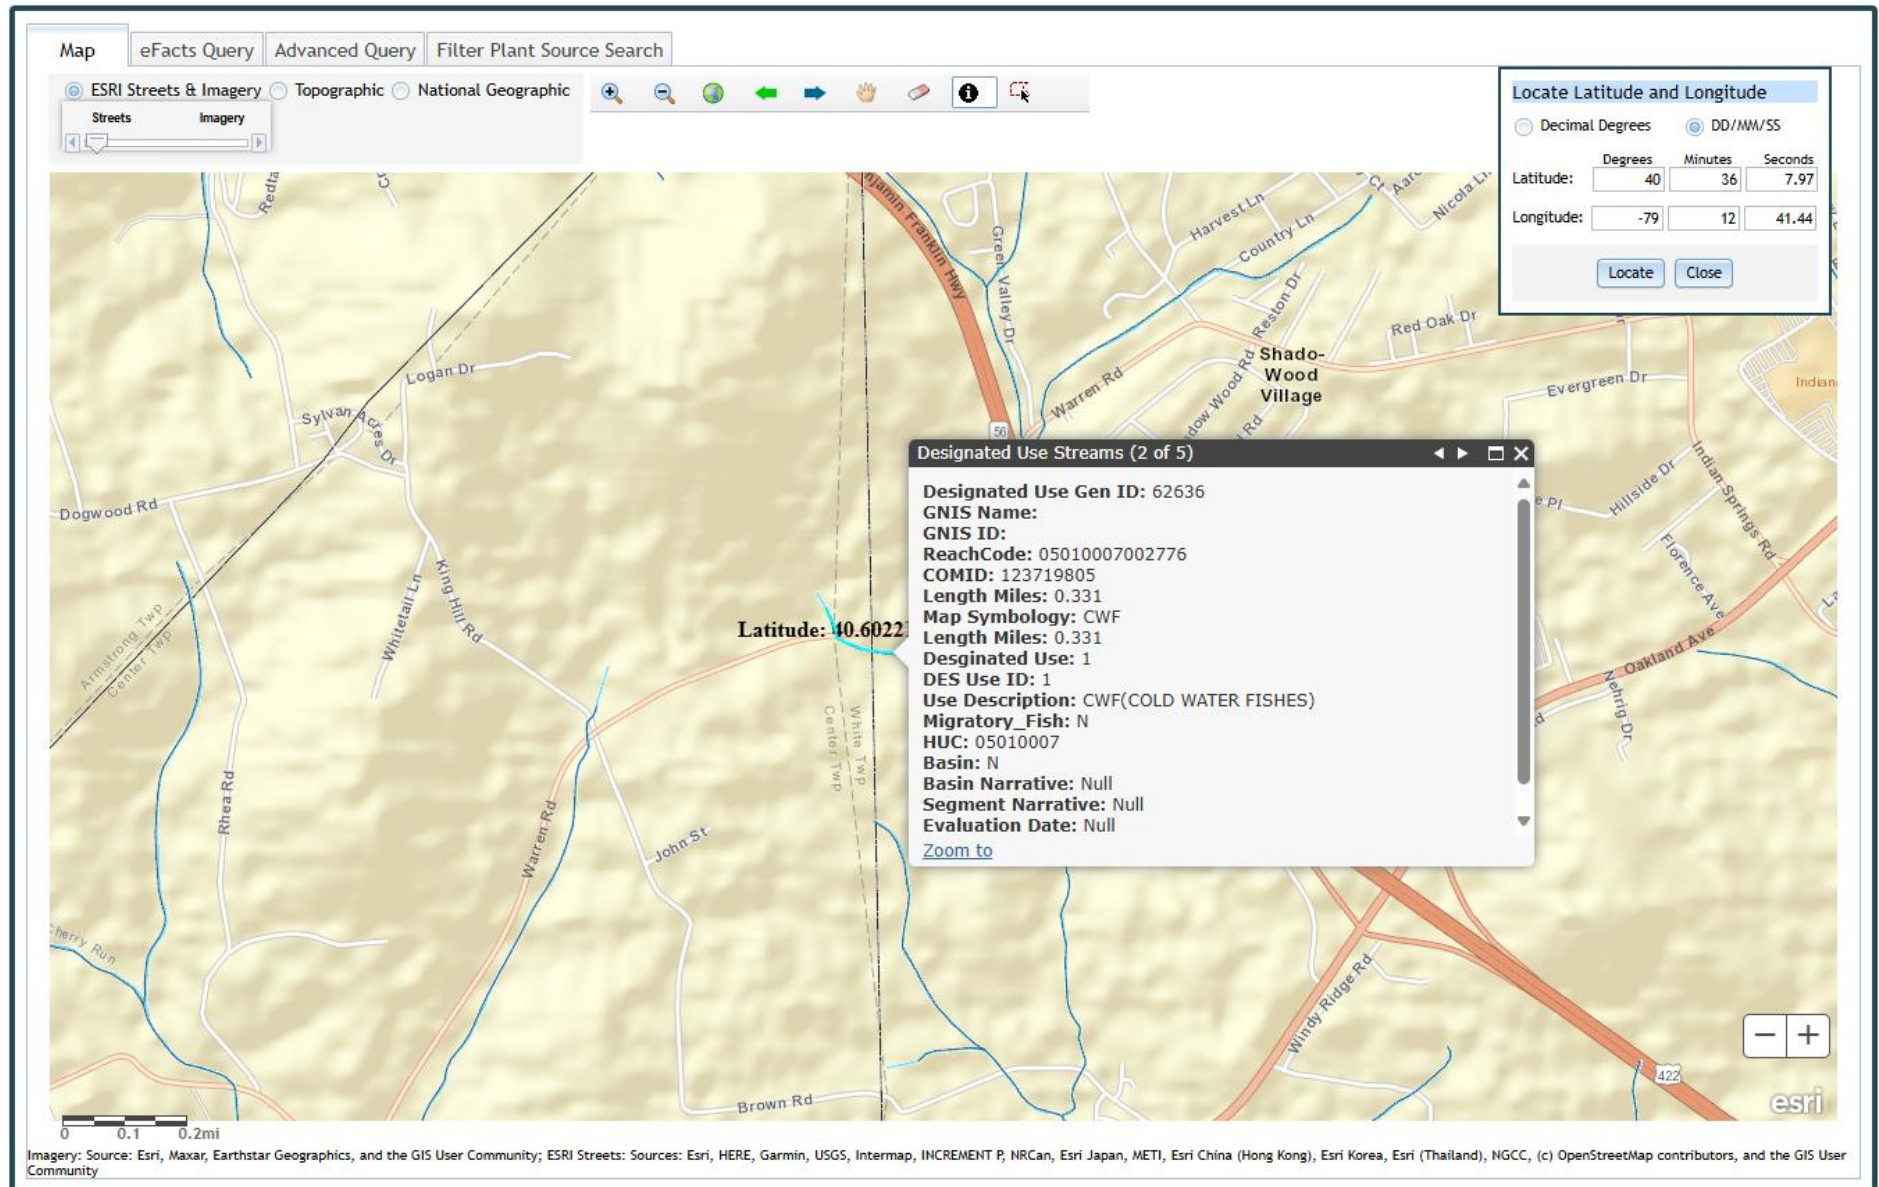 Map eFacts Query Advanced Query Filter Plant Source Search
ESRI Streets & Imagery Topographic National Geographic
Streets Imagery
Locate Latitude and Longitude
Decimal Degrees DD/MM/SS
Degrees Minutes Seconds
Latitude: 40 36 7.97
Longitude: -79 12 41.44
Locate Close
Harvest Ln
Country Ln
Nicola Ln
Green Valley Dr
njamin Franklin Hwy
Reston Dr
Red Oak Dr
Shado-
Wood
Village
Warren Rd
Evergreen Dr
Indian
Logan Dr
Sylvan Acres Dr
56
Dogwood Rd
Hillside Dr
Indian Springs Rd
Florence Ave
e Pl
Designated Use Streams (2 of 5)
Designated Use Gen ID: 62636
GNIS Name:
GNIS ID:
ReachCode: 05010007002776
COMID: 123719805
Length Miles: 0.331
Map Symbology: CWF
Length Miles: 0.331
Desginated Use: 1
DES Use ID: 1
Use Description: CWF(COLD WATER FISHES)
Migratory_Fish: N
HUC: 05010007
Basin: N
Basin Narrative: Null
Segment Narrative: Null
Evaluation Date: Null
Zoom to
Latitude: 40.6022
Armstrong Twp
Center Twp
Whitetail Ln
King Hill Rd
Oakland Ave
Nehrig Dr
Center Twp
White Twp
Rhea Rd
Warren Rd
John St
herry Run
Windy Ridge Rd
422
Brown Rd
esri
0 0.1 0.2mi
Imagery: Source: Esri, Maxar, Earthstar Geographics, and the GIS User Community; ESRI Streets: Sources: Esri, HERE, Garmin, USGS, Intermap, INCREMENT P, NRCan, Esri Japan, METI, Esri China (Hong Kong), Esri Korea, Esri (Thailand), NGCC, (c) OpenStreetMap contributors, and the GIS User
Community